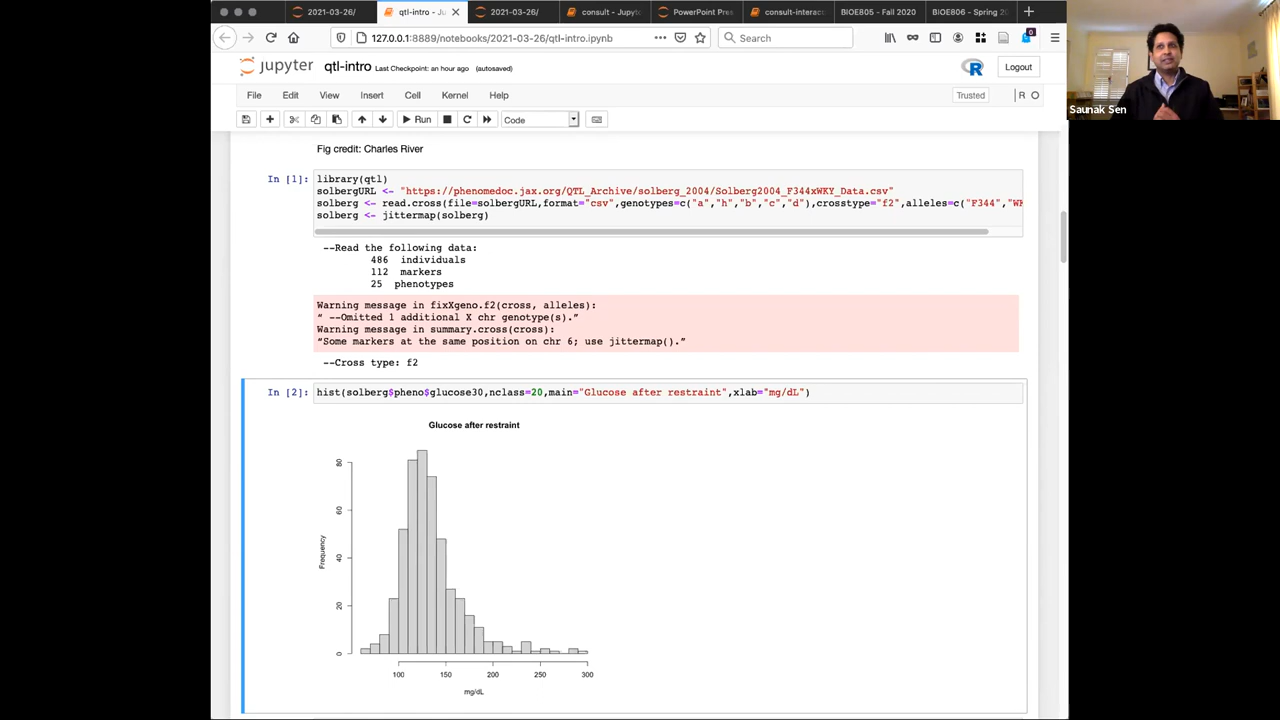 2021-03-26/
qtl-intro - Ju
2021-03-26/
consult - Jupyte
PowerPoint Pres
consult-interacc
BIOE805 - Fall 2020
BIOE806 - Spring 20
127.0.0.1:8889/notebooks/2021-03-26/qtl-intro.ipynb
Search
0
Saunak Sen
jupyter qtl-intro Last Checkpoint: an hour ago (autosaved)
Logout
File Edit View Insert Cell Kernel Help
Trusted
R
Run
Code
Fig credit: Charles River
In [1]: library(qtl)
solbergURL <- "https://phenomedoc.jax.org/QTL_Archive/solberg_2004/Solberg2004_F344xWKY_Data.csv"
solberg <- read.cross(file=solbergURL,format="csv",genotypes=c("a","h","b","c","d"),crosstype="f2",alleles=c("F344","WK
solberg <- jittermap(solberg)
--Read the following data:
486 individuals
112 markers
25 phenotypes
Warning message in fixXgeno.f2(cross, alleles):
" --Omitted 1 additional X chr genotype(s)."
Warning message in summary.cross(cross):
"Some markers at the same position on chr 6; use jittermap()."
--Cross type: f2
In [2]: hist(solberg$pheno$glucose30,nclass=20,main="Glucose after restraint",xlab="mg/dL")
Glucose after restraint
Frequency
80
60
40
20
0
100 150 200 250 300
mg/dL